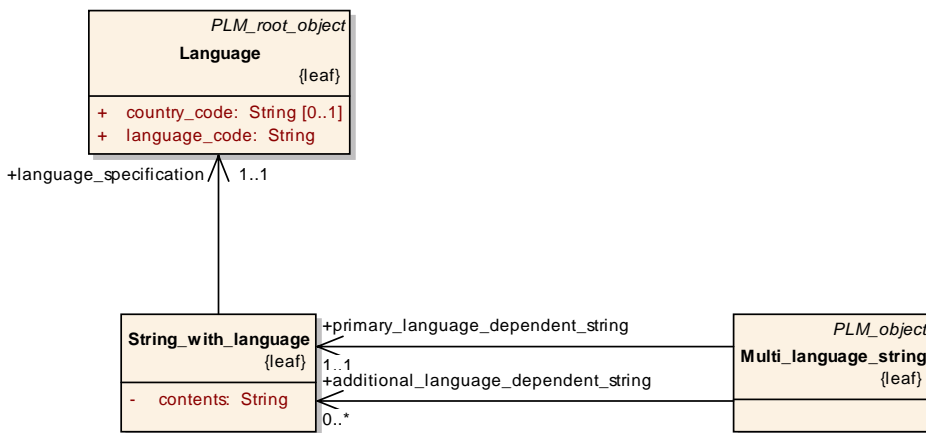 PLM_root_object
Language
{leaf}
+ country_code: String [0..1]
+ language_code: String
+language_specification 1..1
String_with_language
{leaf}
- contents: String
+primary_language_dependent_string
1..1
+additional_language_dependent_string
0..*
PLM_object
Multi_language_string
{leaf}